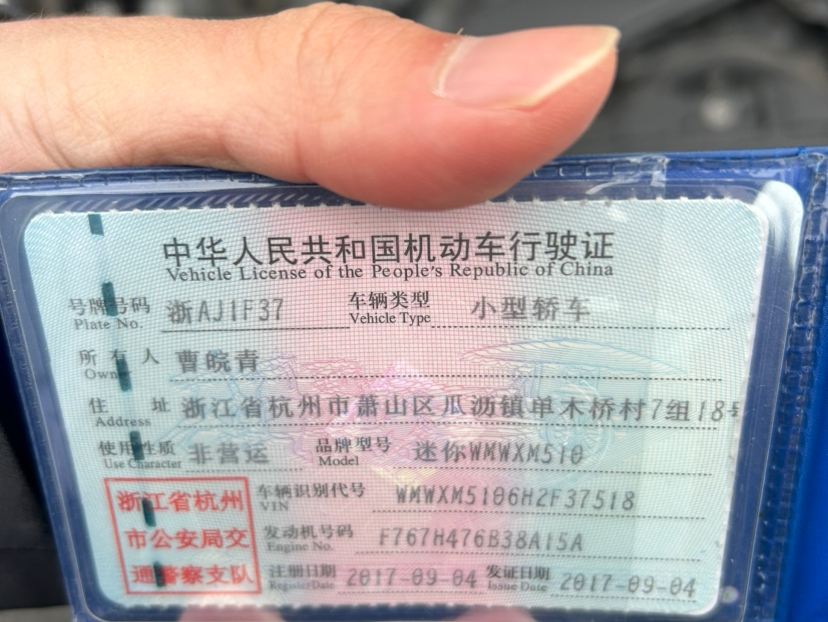 中华人民共和国机动车行驶证
Vehicle License of the People's Republic of China
号牌号码 浙AJ1F37 车辆类型 小型轿车
Plate No. Vehicle Type
所有人 曹皖青
Owner
住址 浙江省杭州市萧山区瓜沥镇单木桥村7组18号
Address
使用性质 非营运 品牌型号 迷你WMWXM510
Use Character Model
浙江省杭州 车辆识别代号 WMWXM5106H2F37518
VIN
市公安局交 发动机号码 F767H476B38A15A
Engine No.
通警察支队 注册日期 2017-09-04 发证日期 2017-09-04
Register Date Issue Date